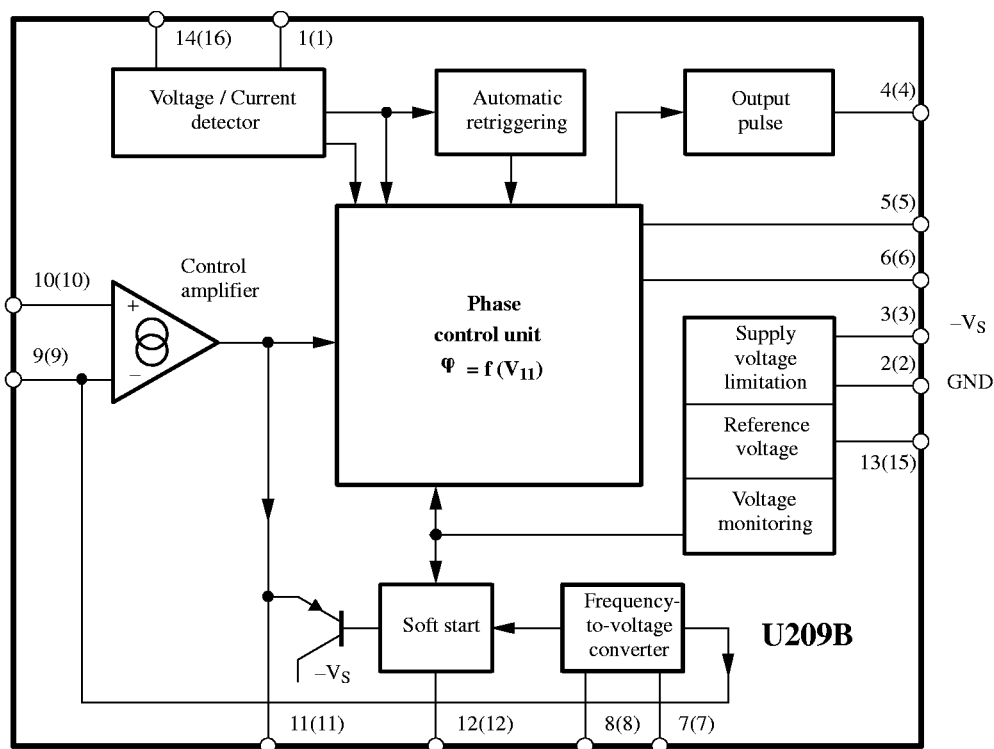 14(16)
1(1)
Voltage / Current
detector
Automatic
retriggering
Output
pulse
4(4)
5(5)
6(6)
Control
amplifier
10(10)
+
9(9)
−
Phase
control unit
φ = f (V11)
Supply
voltage
limitation
3(3)
–VS
2(2)
GND
Reference
voltage
13(15)
Voltage
monitoring
Soft start
Frequency-
to-voltage
converter
U209B
–VS
11(11)
12(12)
8(8)
7(7)